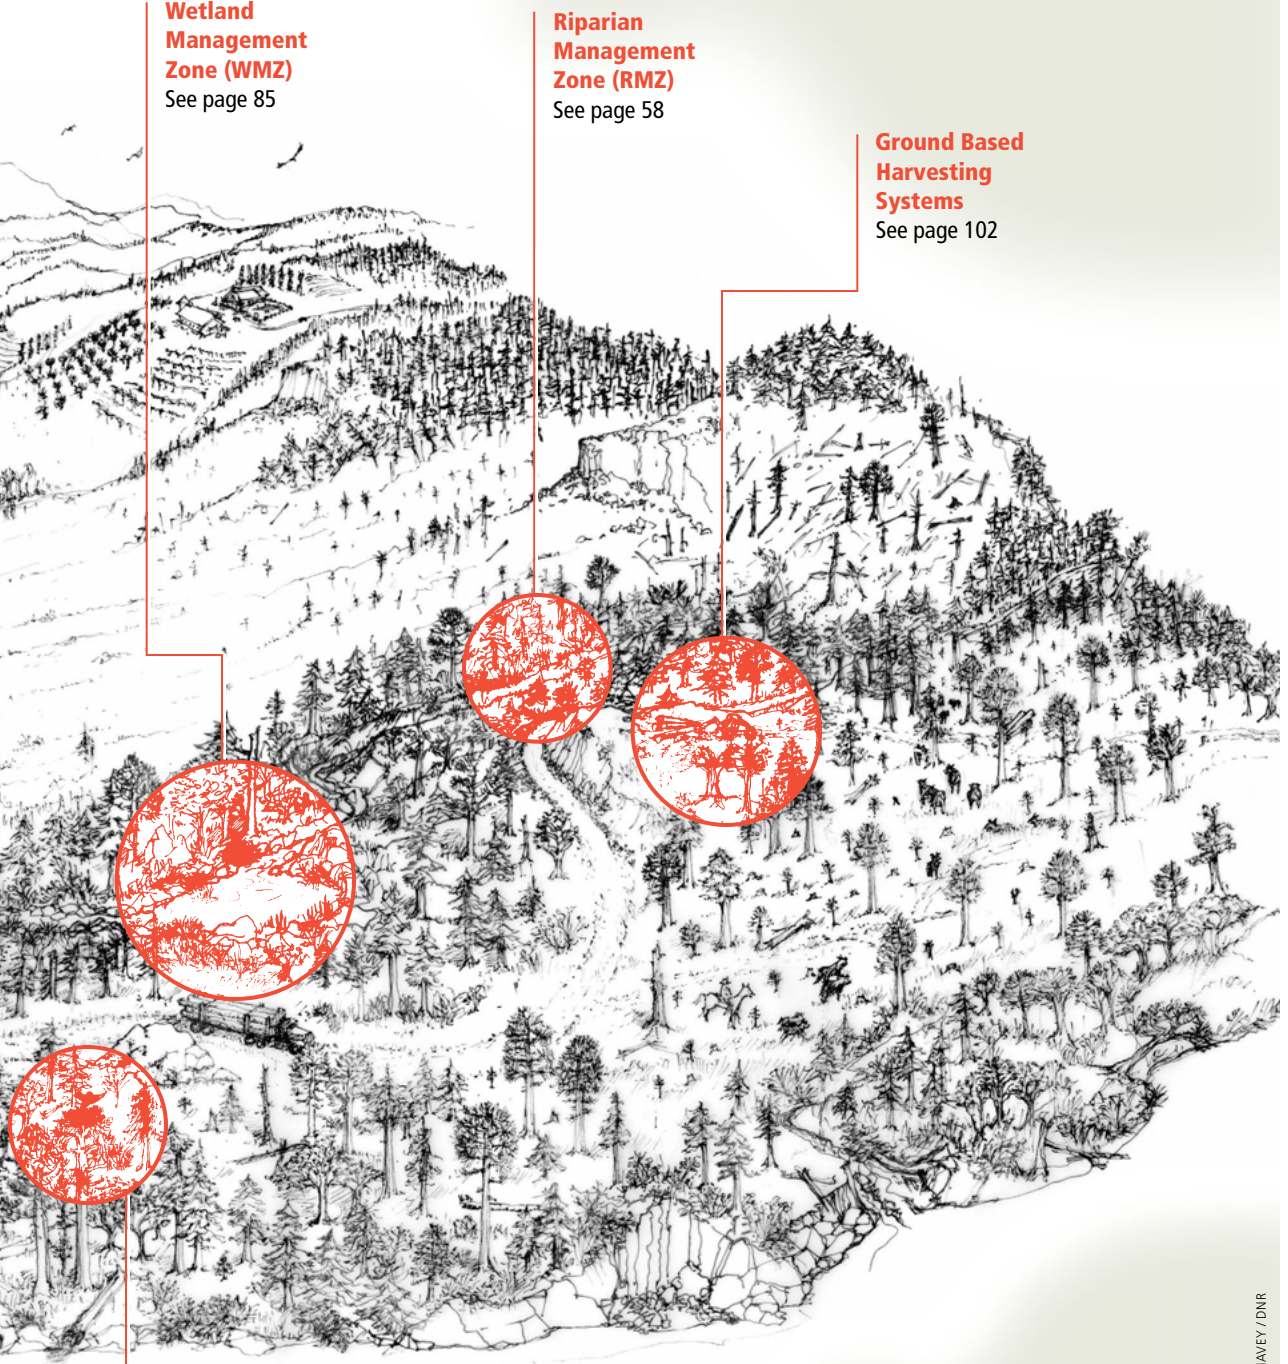 Wetland
Management
Zone (WMZ)
See page 85
Riparian
Management
Zone (RMZ)
See page 58
Ground Based
Harvesting
Systems
See page 102
/ DNR